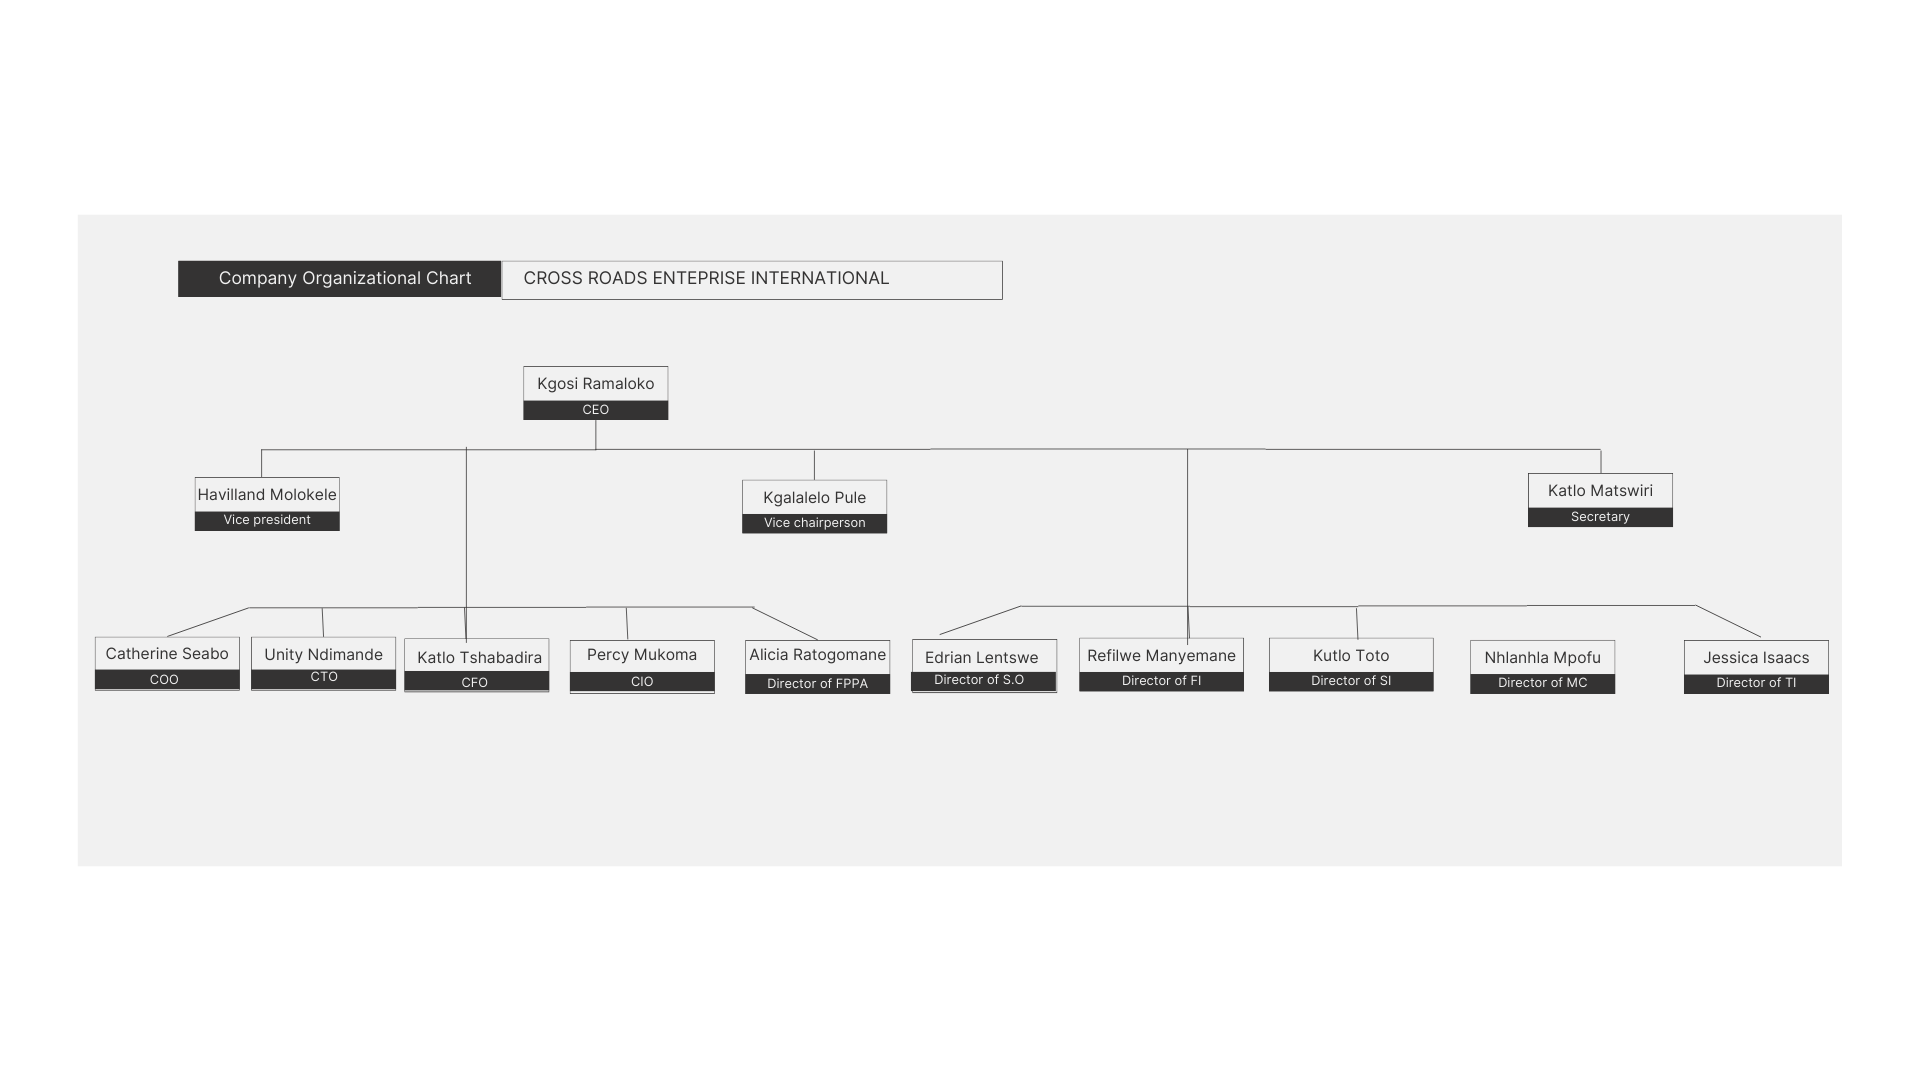 Company Organizational Chart
CROSS ROADS ENTEPRISE INTERNATIONAL
Kgosi Ramaloko
CEO
Havilland Molokele
Vice president
Kgalalelo Pule
Vice chairperson
Katlo Matswiri
Secretary
Catherine Seabo
COO
Unity Ndimande
CTO
Katlo Tshabadira
CFO
Percy Mukoma
CIO
Alicia Ratogomane
Director of FPPA
Edrian Lentswe
Director of S.O
Refilwe Manyemane
Director of FI
Kutlo Toto
Director of SI
Nhlanhla Mpofu
Director of MC
Jessica Isaacs
Director of TI